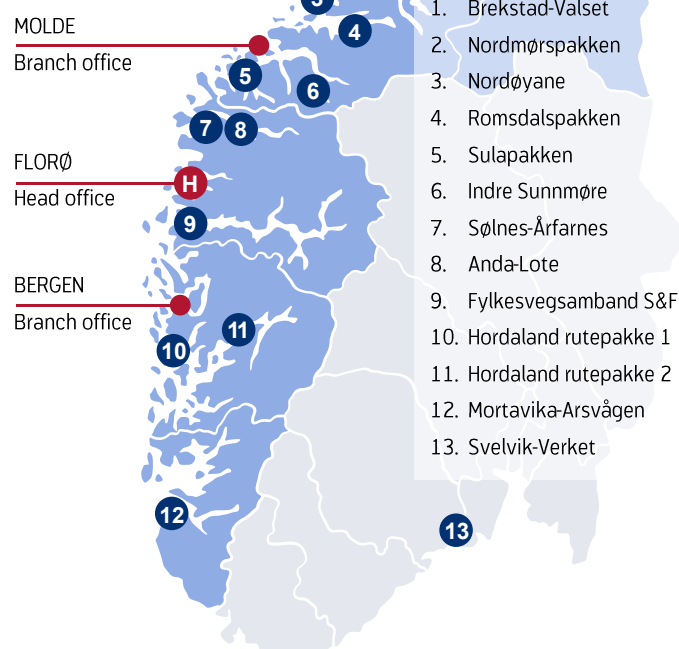 MOLDE
Branch office
FLORØ
Head office
BERGEN
Branch office
3
4
5
6
7
8
H
9
11
10
12
13
1. Brekstad-Valset
2. Nordmørspakken
3. Nordøyane
4. Romsdalspakken
5. Sulapakken
6. Indre Sunnmøre
7. Sølnes-Årfarnes
8. Anda-Lote
9. Fylkesvegsamband S&F
10. Hordaland rutepakke 1
11. Hordaland rutepakke 2
12. Mortavika-Arsvågen
13. Svelvik-Verket